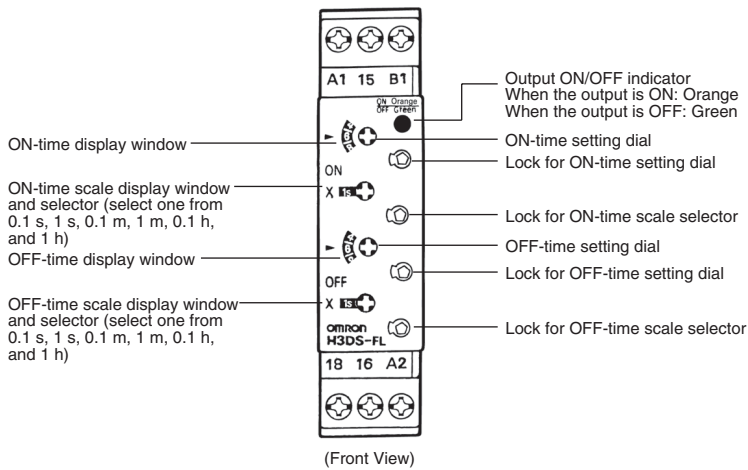 A1 15 B1
ON Orange
OFF Green
ON
X 1s
OFF
X 1s
OMRON
H3DS-FL
18 16 A2
ON-time display window
ON-time scale display window
and selector (select one from
0.1 s, 1 s, 0.1 m, 1 m, 0.1 h,
and 1 h)
OFF-time display window
OFF-time scale display window
and selector (select one from
0.1 s, 1 s, 0.1 m, 1 m, 0.1 h,
and 1 h)
Output ON/OFF indicator
When the output is ON: Orange
When the output is OFF: Green
ON-time setting dial
Lock for ON-time setting dial
Lock for ON-time scale selector
OFF-time setting dial
Lock for OFF-time setting dial
Lock for OFF-time scale selector
(Front View)